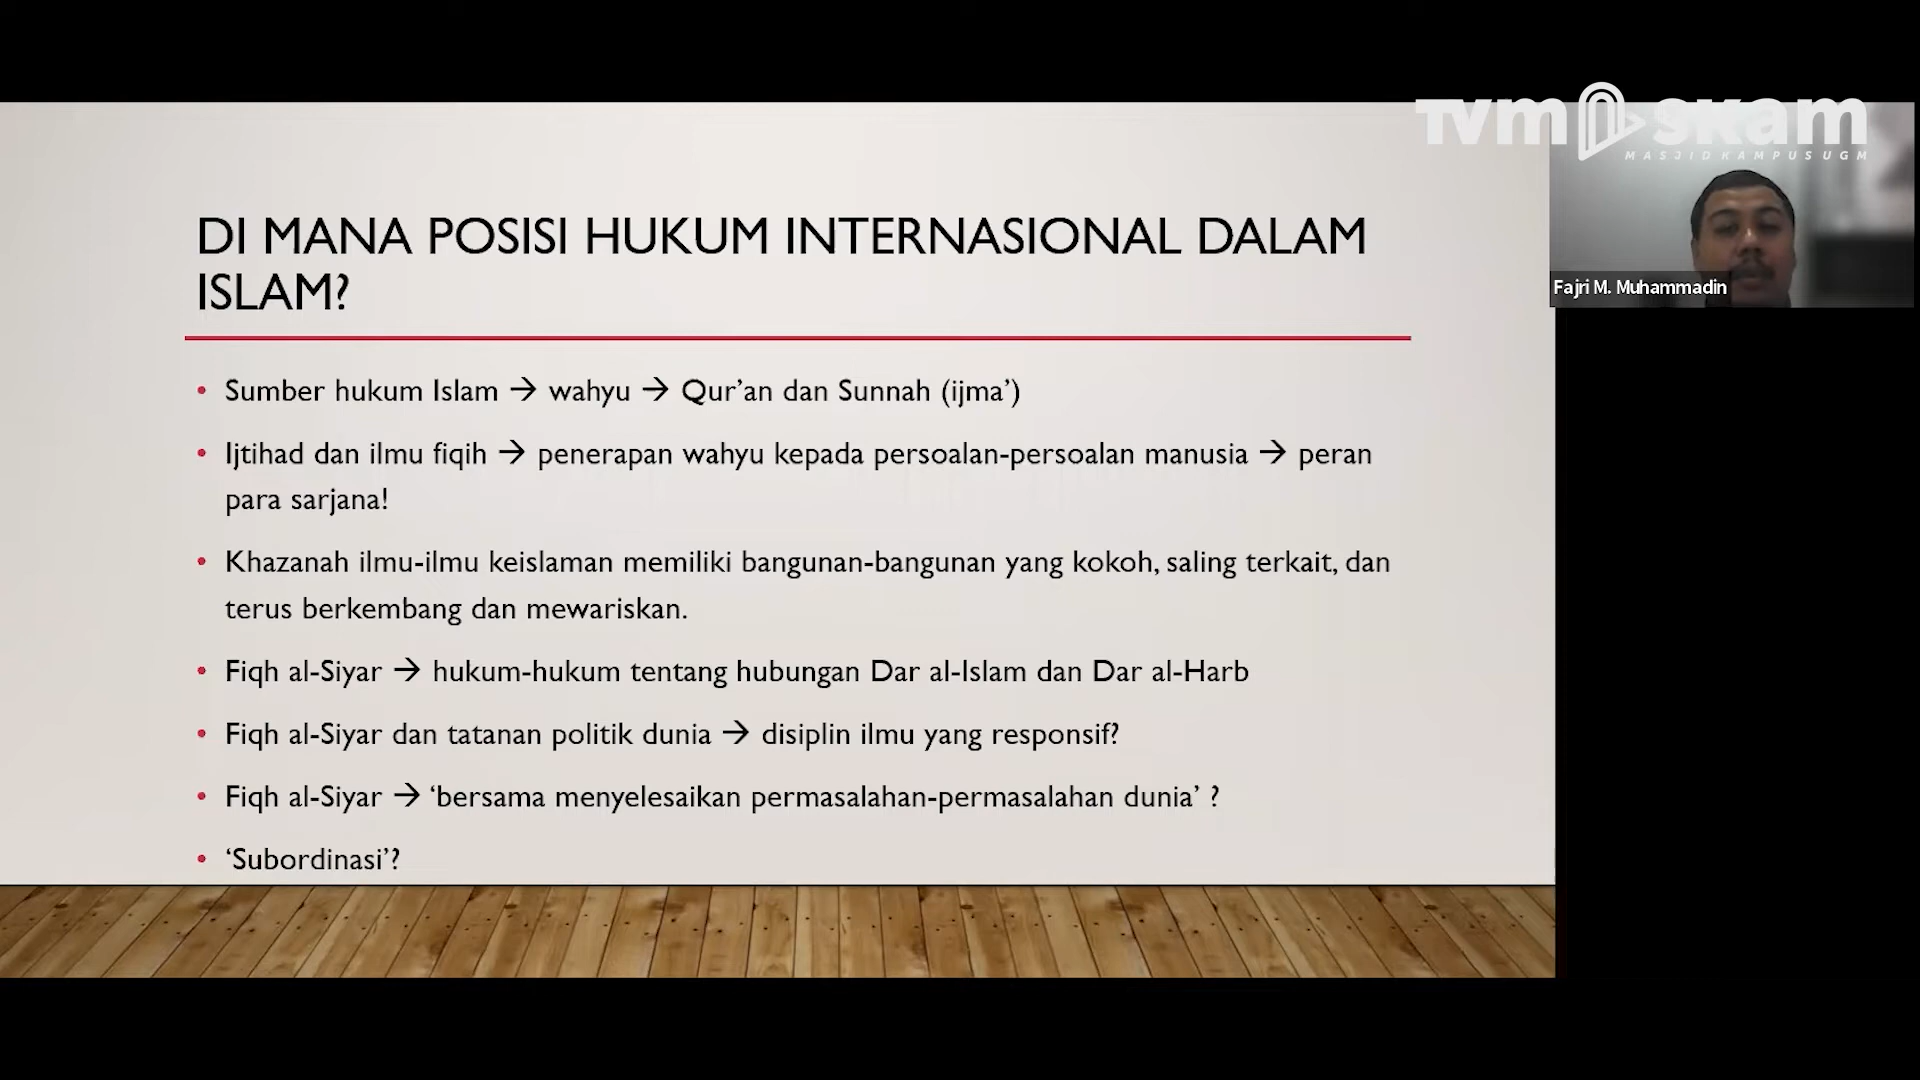 TVm skam
MASJID KAMPUS UGM
DI MANA POSISI HUKUM INTERNASIONAL DALAM
ISLAM?
Fajri M. Muhammadin
• Sumber hukum Islam → wahyu → Qur’an dan Sunnah (ijma’)
• Ijtihad dan ilmu fiqih → penerapan wahyu kepada persoalan-persoalan manusia → peran
para sarjana!
• Khazanah ilmu-ilmu keislaman memiliki bangunan-bangunan yang kokoh, saling terkait, dan
terus berkembang dan mewariskan.
• Fiqh al-Siyar → hukum-hukum tentang hubungan Dar al-Islam dan Dar al-Harb
• Fiqh al-Siyar dan tatanan politik dunia → disiplin ilmu yang responsif?
• Fiqh al-Siyar → ‘bersama menyelesaikan permasalahan-permasalahan dunia’ ?
• ‘Subordinasi’?